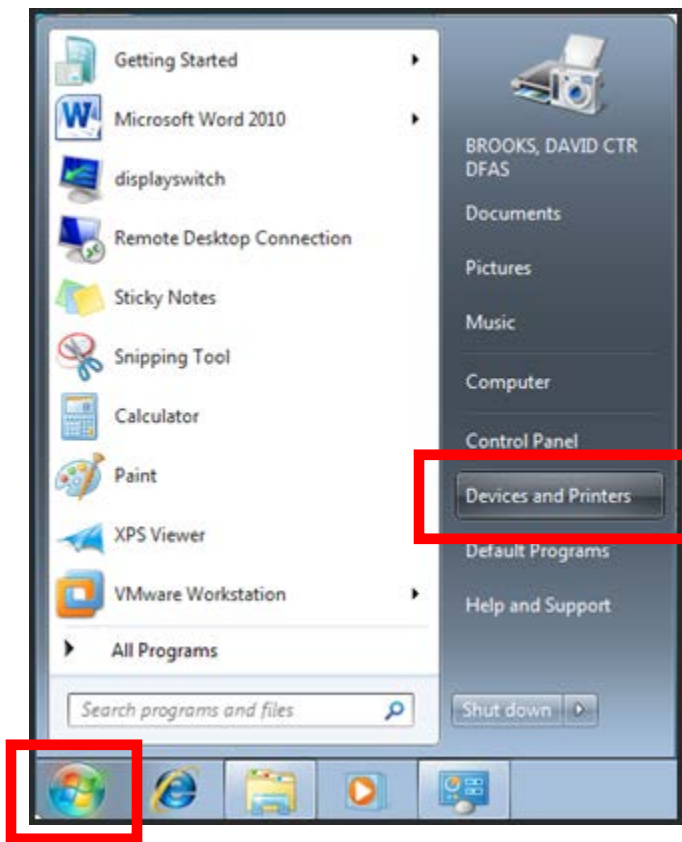 Getting Started
Microsoft Word 2010
displayswitch
Remote Desktop Connection
Sticky Notes
Snipping Tool
Calculator
Paint
XPS Viewer
VMware Workstation
All Programs
Search programs and files
BROOKS, DAVID CTR
DFAS
Documents
Pictures
Music
Computer
Control Panel
Devices and Printers
Default Programs
Help and Support
Shut down